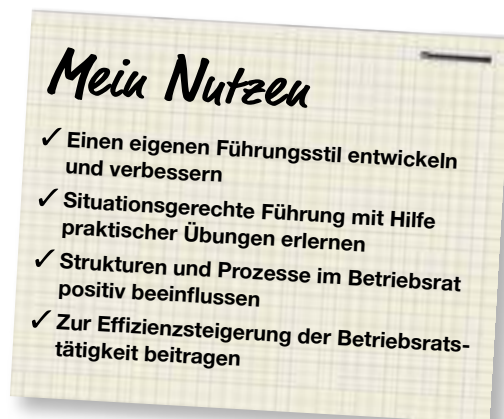 Mein Nutzen
✓ Einen eigenen Führungsstil entwickeln
und verbessern
✓ Situationsgerechte Führung mit Hilfe
praktischer Übungen erlernen
✓ Strukturen und Prozesse im Betriebsrat
positiv beeinflussen
✓ Zur Effizienzsteigerung der Betriebsrats-
tätigkeit beitragen